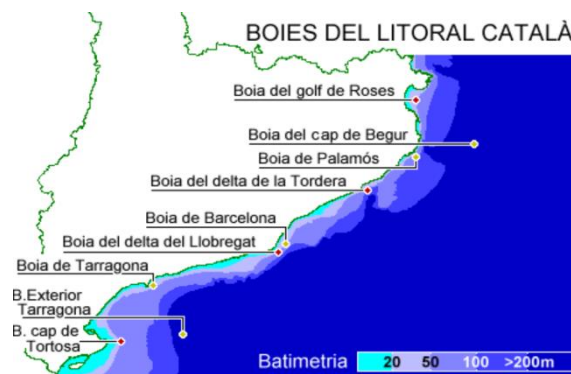 BOIES DEL LITORAL CATALÀ
Boia del golf de Roses
Boia del cap de Begur
Boia de Palamós
Boia del delta de la Tordera
Boia de Barcelona
Boia del delta del Llobregat
Boia de Tarragona
B.Exterior
Tarragona
B. cap de
Tortosa
Batimetria 20 50 100 >200m